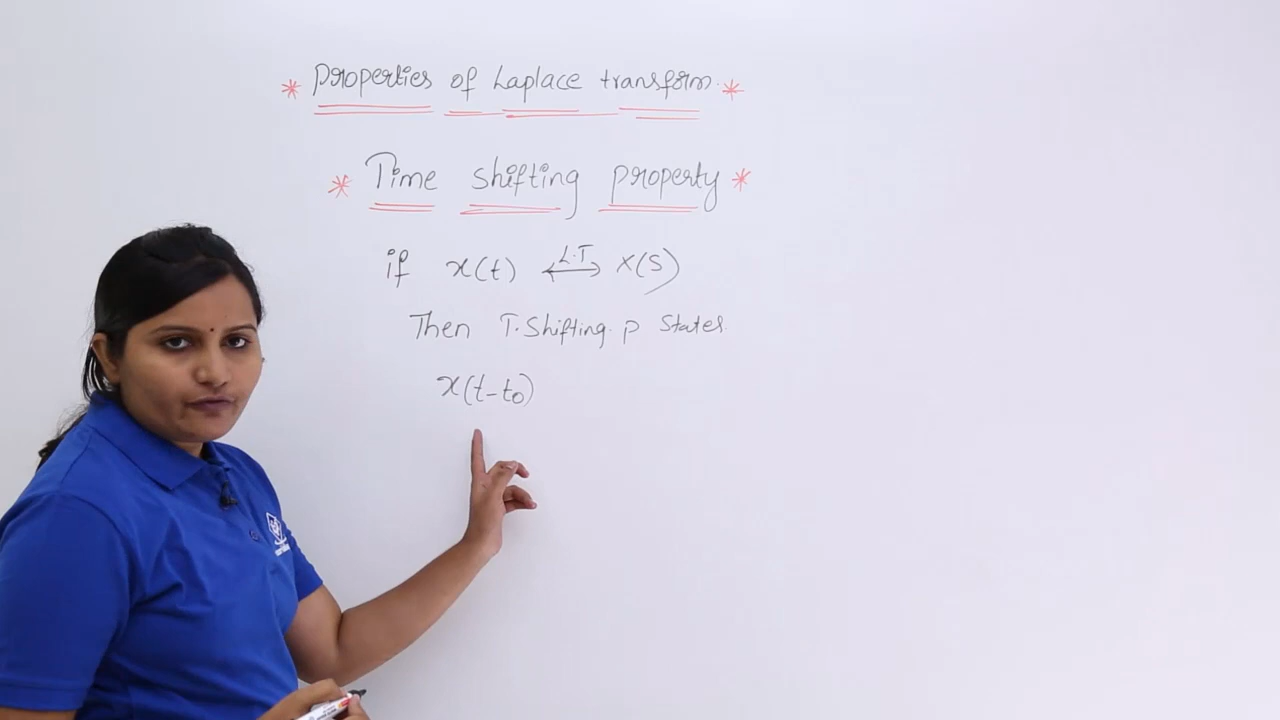 * Properties of Laplace transform. *
* Time shifting property *
if x(t) <-L.T-> X(S)
Then T.Shifting. p States.
x(t-t₀)